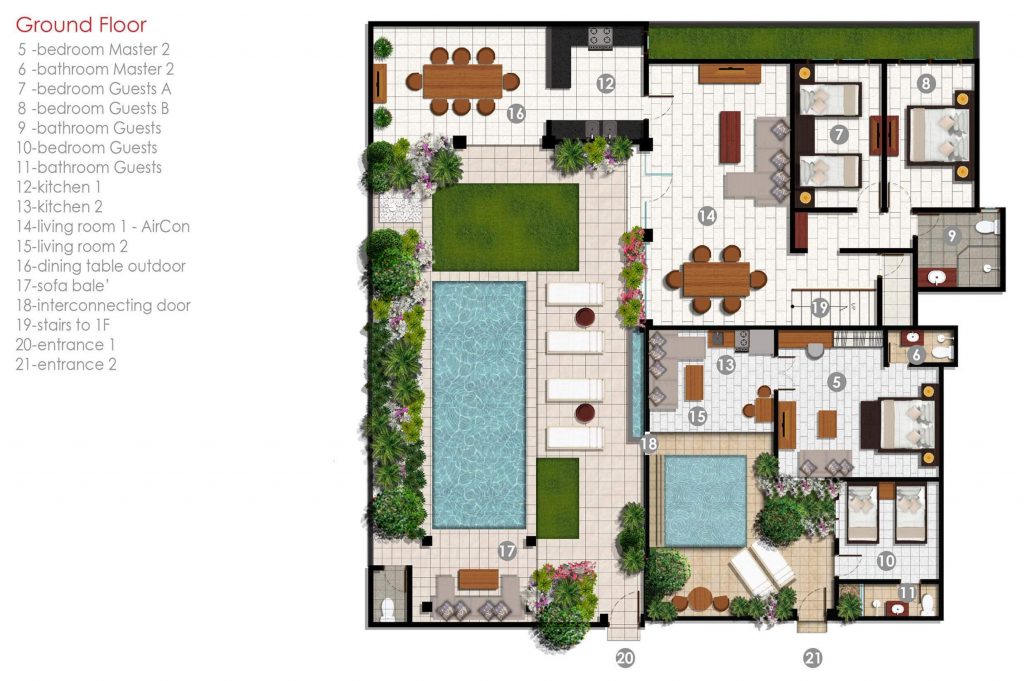 Ground Floor
5 -bedroom Master 2
6 -bathroom Master 2
7 -bedroom Guests A
8 -bedroom Guests B
9 -bathroom Guests
10-bedroom Guests
11-bathroom Guests
12-kitchen 1
13-kitchen 2
14-living room 1 - AirCon
15-living room 2
16-dining table outdoor
17-sofa bale'
18-interconnecting door
19-stairs to 1F
20-entrance 1
21-entrance 2
12
8
16
7
14
9
19
13
6
5
15
18
17
10
11
20
21